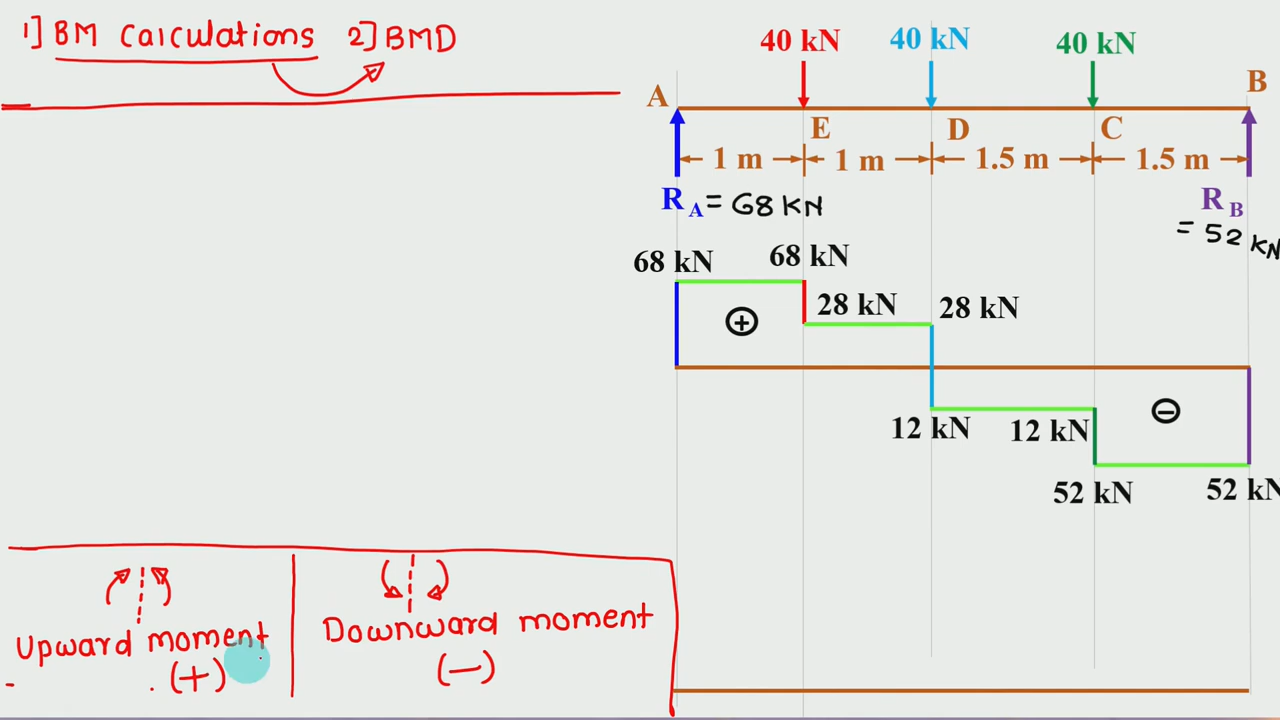 1] BM Calculations 2] BMD
40 kN 40 kN 40 kN
A B
E D C
1 m 1 m 1.5 m 1.5 m
R A = 68 KN R B
= 52 KN
68 kN 68 kN
28 kN 28 kN
+
−
12 kN 12 kN
52 kN 52 kN
Upward moment
(+)
Downward moment
(−)